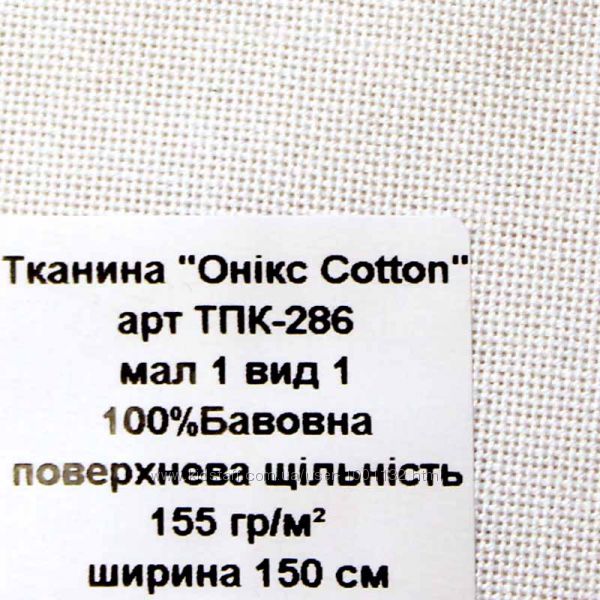 Тканина "Онікс Cotton"
арт ТПК-286
мал 1 вид 1
100%Бавовна
поверхнева щільність
155 гр/м²
ширина 150 см